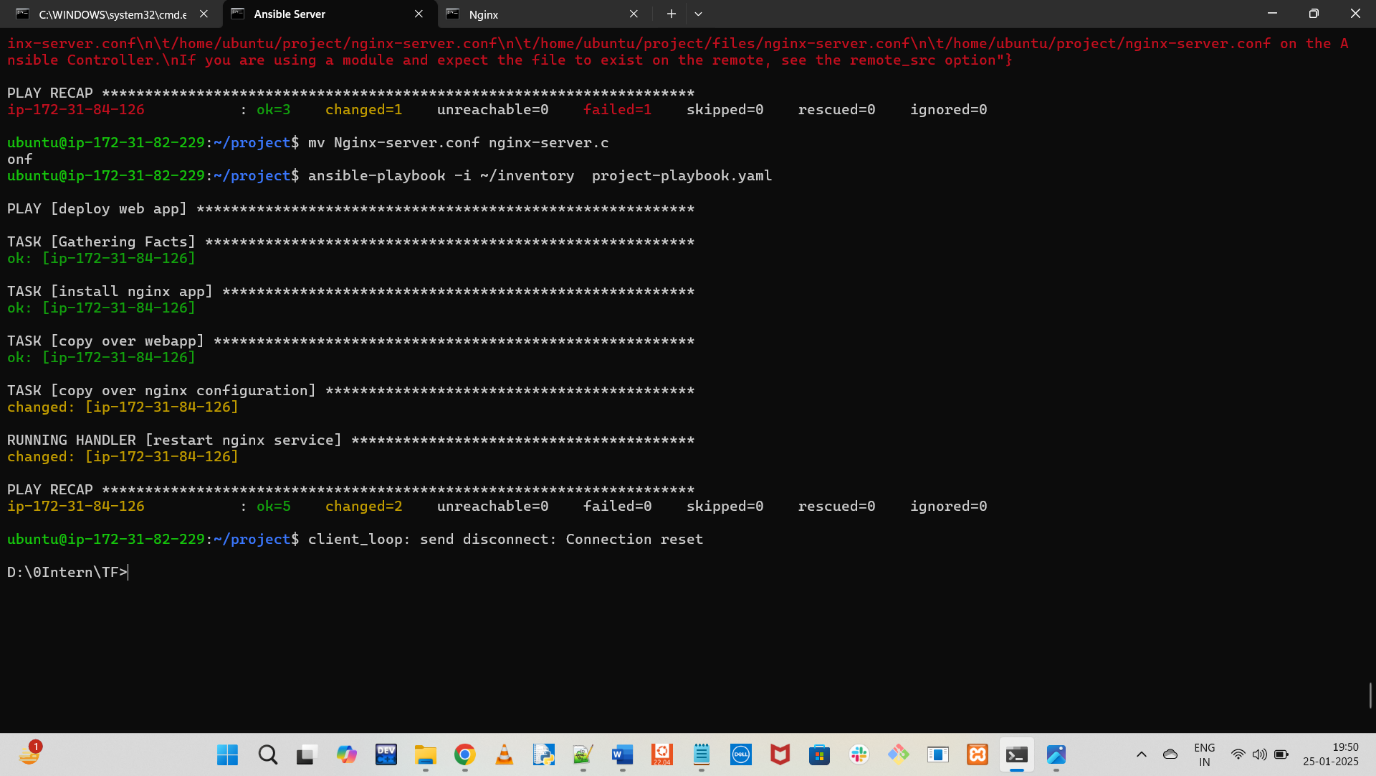 C:\WINDOWS\system32\cmd.e
Ansible Server
Nginx
inx-server.conf\n\t/home/ubuntu/project/nginx-server.conf\n\t/home/ubuntu/project/files/nginx-server.conf\n\t/home/ubuntu/project/nginx-server.conf on the A
nsible Controller.\nIf you are using a module and expect the file to exist on the remote, see the remote_src option"}
PLAY RECAP *********************************************************************
ip-172-31-84-126           : ok=3    changed=1    unreachable=0    failed=1    skipped=0    rescued=0    ignored=0
ubuntu@ip-172-31-82-229:~/project$ mv Nginx-server.conf nginx-server.c
onf
ubuntu@ip-172-31-82-229:~/project$ ansible-playbook -i ~/inventory  project-playbook.yaml
PLAY [deploy web app] **********************************************************
TASK [Gathering Facts] *********************************************************
ok: [ip-172-31-84-126]
TASK [install nginx app] *******************************************************
ok: [ip-172-31-84-126]
TASK [copy over webapp] ********************************************************
ok: [ip-172-31-84-126]
TASK [copy over nginx configuration] *******************************************
changed: [ip-172-31-84-126]
RUNNING HANDLER [restart nginx service] ****************************************
changed: [ip-172-31-84-126]
PLAY RECAP *********************************************************************
ip-172-31-84-126           : ok=5    changed=2    unreachable=0    failed=0    skipped=0    rescued=0    ignored=0
ubuntu@ip-172-31-82-229:~/project$ client_loop: send disconnect: Connection reset
D:\0Intern\TF>
1
DEV
22.04
DELL
ENG
IN
19:50
25-01-2025